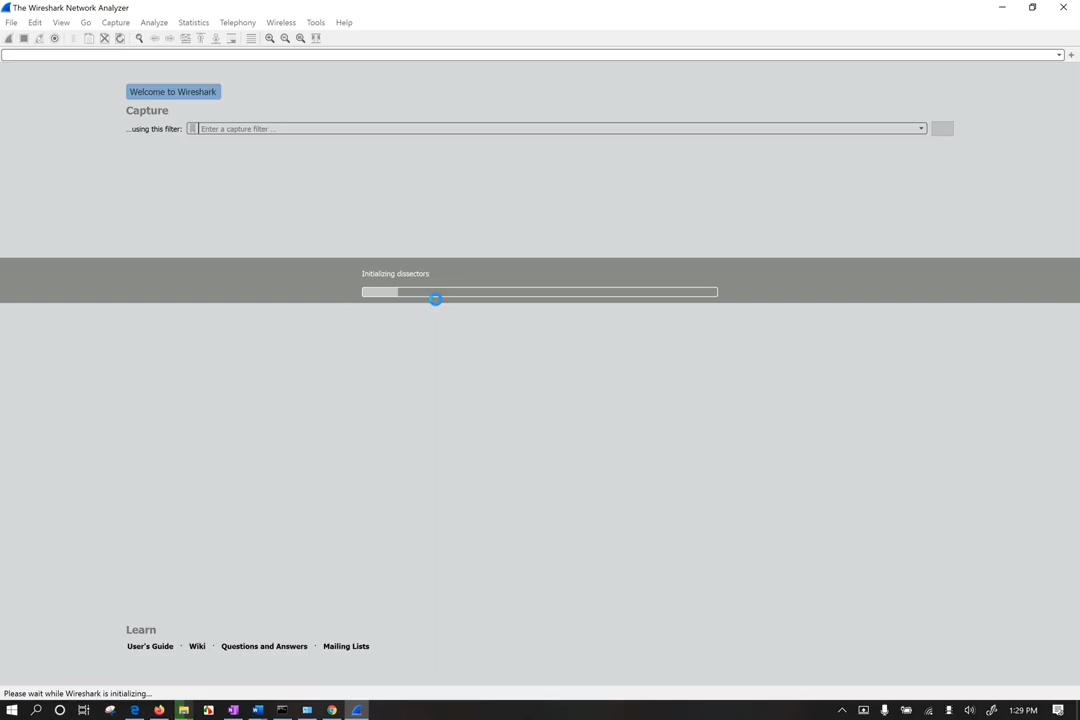 The Wireshark Network Analyzer
File Edit View Go Capture Analyze Statistics Telephony Wireless Tools Help
Welcome to Wireshark
Capture
...using this filter: Enter a capture filter ...
Initializing dissectors
Learn
User's Guide · Wiki · Questions and Answers · Mailing Lists
Please wait while Wireshark is initializing...
1:29 PM